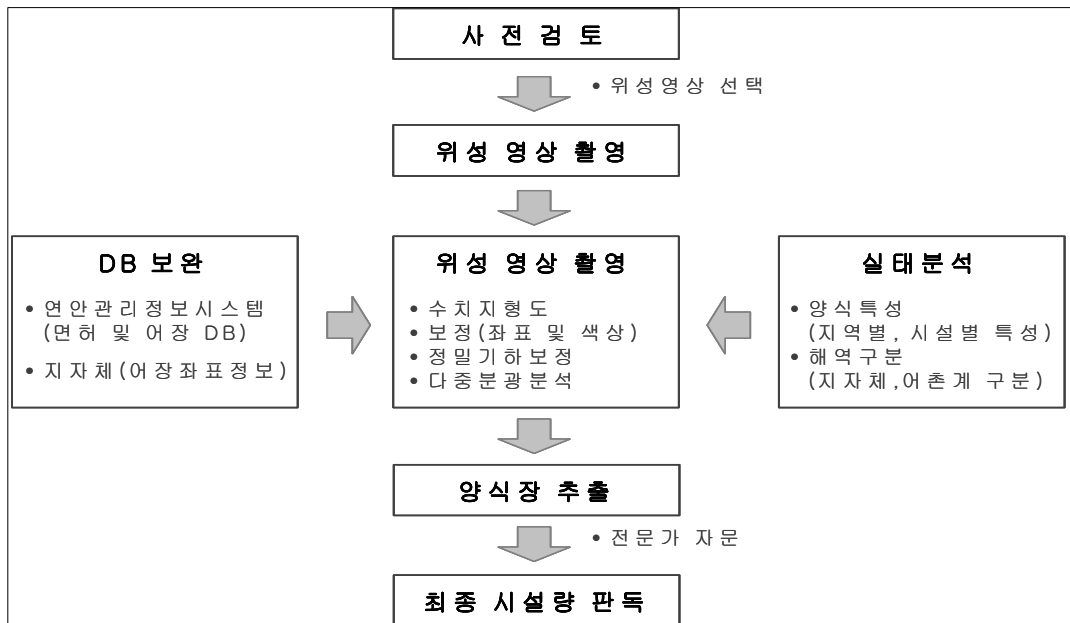 사전검토
• 위성영상 선택
위성 영상 촬영
DB 보완
• 연안관리정보시스템
(면허 및 어장 DB)
• 지자체(어장좌표정보)
위성 영상 촬영
• 수치지형도
• 보정(좌표 및 색상)
• 정밀기하보정
• 다중분광분석
실태분석
• 양식특성
(지역별, 시설별 특성)
• 해역구분
(지자체,어촌계 구분)
양식장 추출
• 전문가 자문
최종 시설량 판독